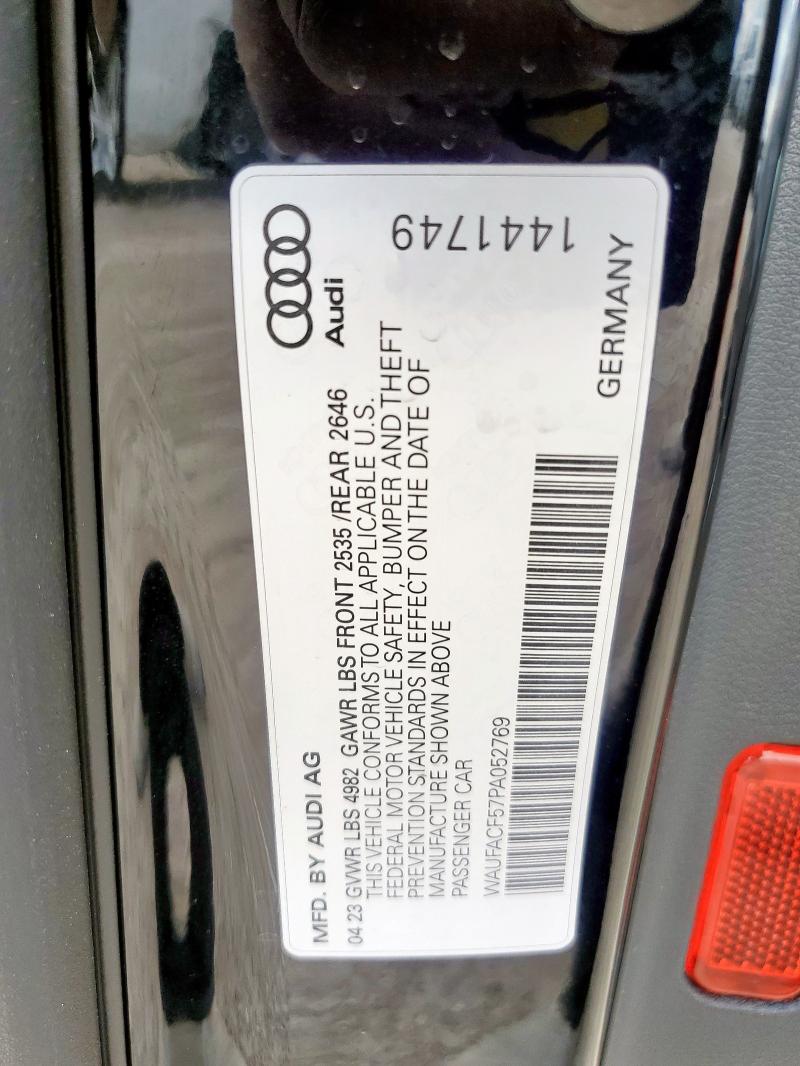 MFD. BY AUDI AG
04 23 GVWR LBS 4982 GAWR LBS FRONT 2535 /REAR 2646
THIS VEHICLE CONFORMS TO ALL APPLICABLE U.S.
FEDERAL MOTOR VEHICLE SAFETY, BUMPER AND THEFT
PREVENTION STANDARDS IN EFFECT ON THE DATE OF
MANUFACTURE SHOWN ABOVE
PASSENGER CAR
WAUFACF57PA052769
Audi
1441749
GERMANY